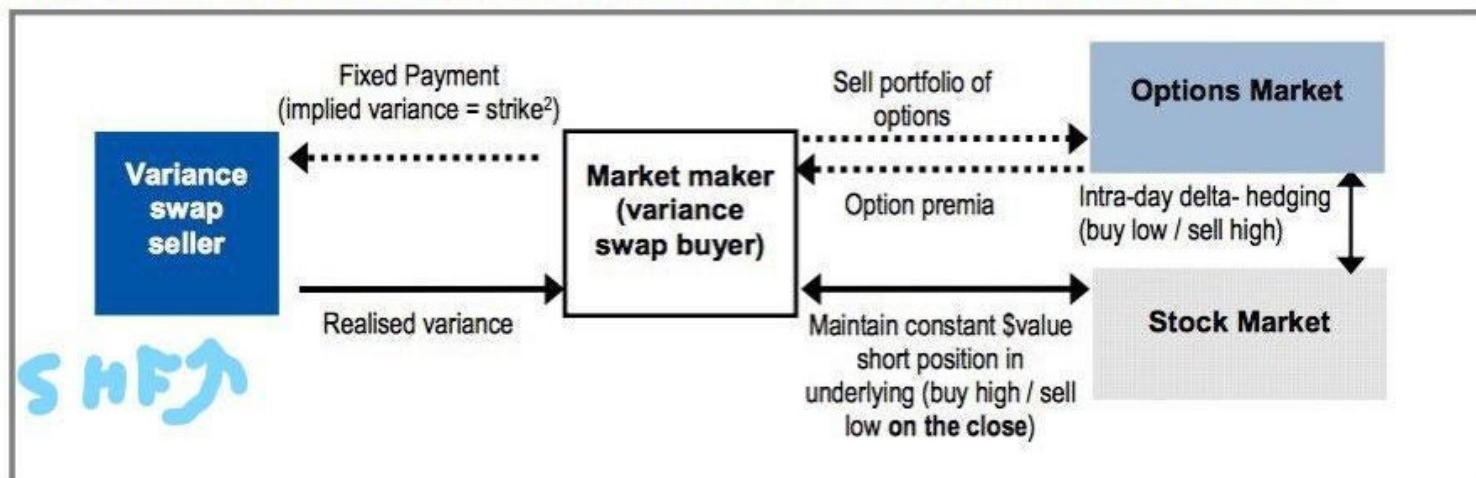 Fixed Payment
(implied variance = strike²)
Sell portfolio of
options
Options Market
Variance
swap
seller
Market maker
(variance
swap buyer)
Option premia
Intra-day delta- hedging
(buy low / sell high)
Realised variance
Maintain constant $value
short position in
underlying (buy high / sell
low on the close)
Stock Market
SHF